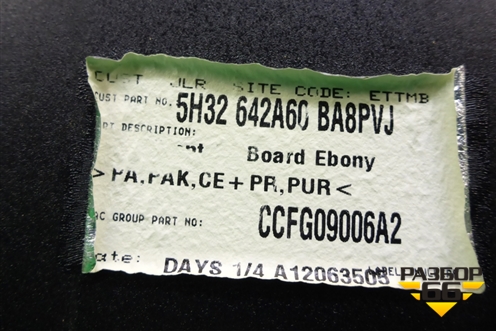 CUST JLR SITE CODE: ETTMB
CUST PART NO. 5H32 642A60 BA8PVJ
PART DESCRIPTION:
Board Ebony
>PA,PAK,CE+PR,PUR<
GROUP PART NO: CCFG09006A2
DAYS 1/4 A12063505
РАЗБОР
66